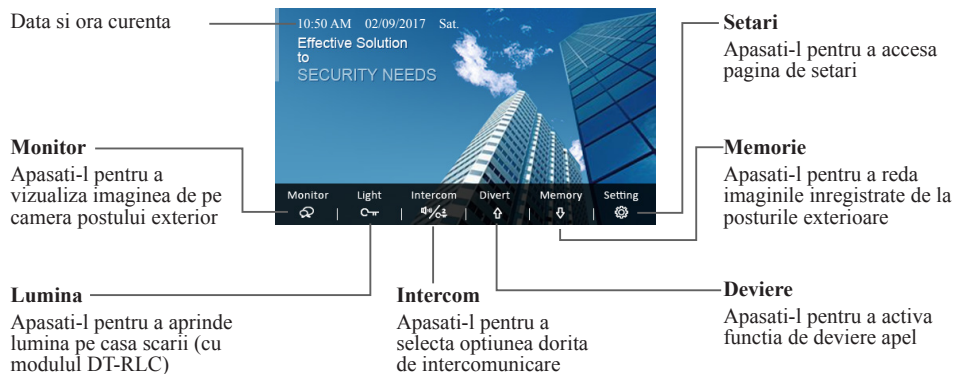 Data si ora curenta
10:50 AM 02/09/2017 Sat.
Effective Solution
to
SECURITY NEEDS
Setari
Apasati-l pentru a accesa
pagina de setari
Monitor
Apasati-l pentru a
vizualiza imaginea de pe
camera postului exterior
Memorie
Apasati-l pentru a reda
imaginile inregistrate de la
posturile exterioare
Monitor Light Intercom Divert Memory Setting
Lumina
Apasati-l pentru a aprinde
lumina pe casa scarii (cu
modulul DT-RLC)
Intercom
Apasati-l pentru a
selecta optiunea dorita
de intercomunicare
Deviere
Apasati-l pentru a activa
functia de deviere apel